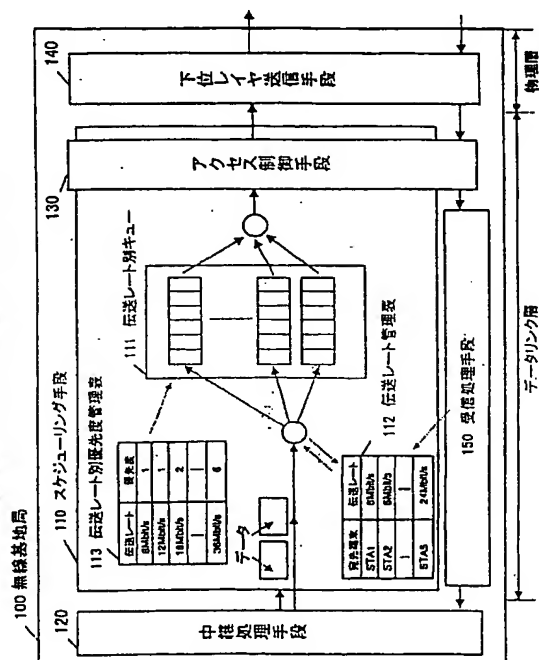 100 無線基地局
110 スケジューリング手段
113 伝送レート別優先度管理表
伝送レート 優先度
6Mbit/s 1
12Mbit/s 1
18Mbit/s 2
36Mbit/s 6
111 伝送レート別キュー
130
アクセス制御手段
140
下位レイヤ送信手段
120
中継処理手段
データ
宛先端末 伝送レート
STA1 6Mbit/s
STA2 6Mbit/s
STA5 24Mbit/s
112 伝送レート管理表
150 受信処理手段
データリンク層
物理層